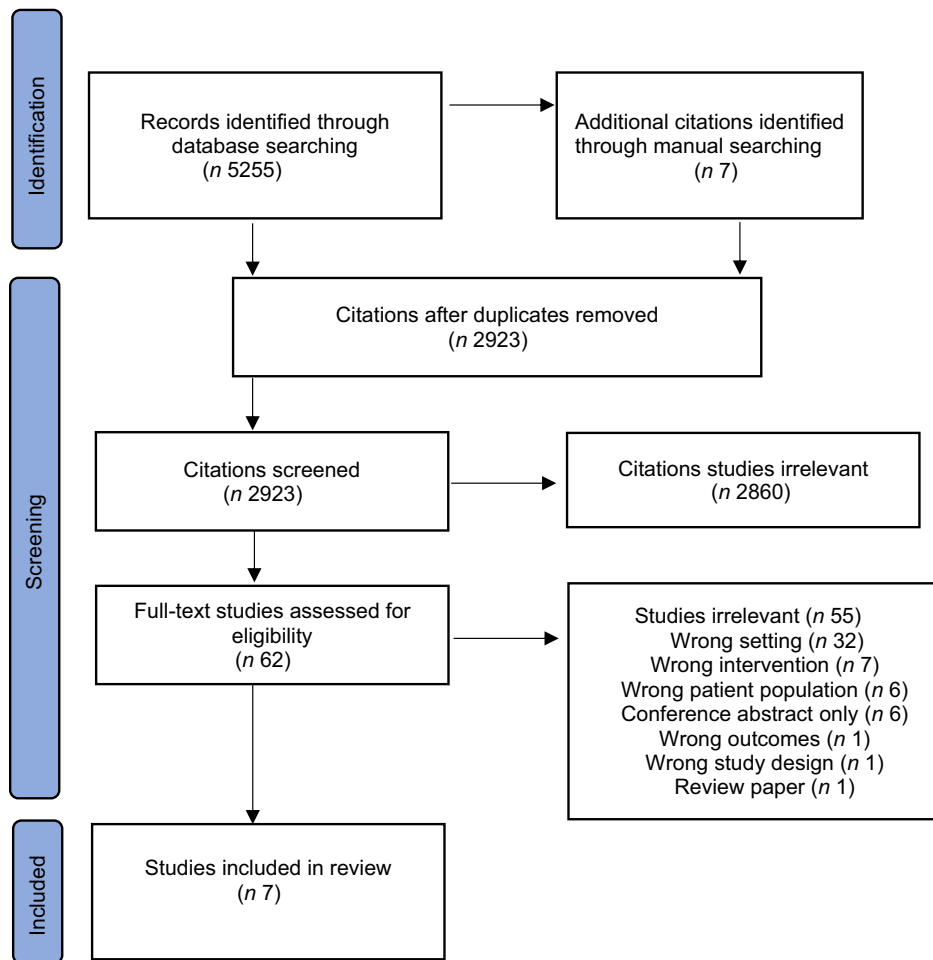 Identification
Records identified through
database searching
(n 5255)
Additional citations identified
through manual searching
(n 7)
Screening
Citations after duplicates removed
(n 2923)
Citations screened
(n 2923)
Citations studies irrelevant
(n 2860)
Full-text studies assessed for
eligibility
(n 62)
Studies irrelevant (n 55)
Wrong setting (n 32)
Wrong intervention (n 7)
Wrong patient population (n 6)
Conference abstract only (n 6)
Wrong outcomes (n 1)
Wrong study design (n 1)
Review paper (n 1)
Included
Studies included in review
(n 7)